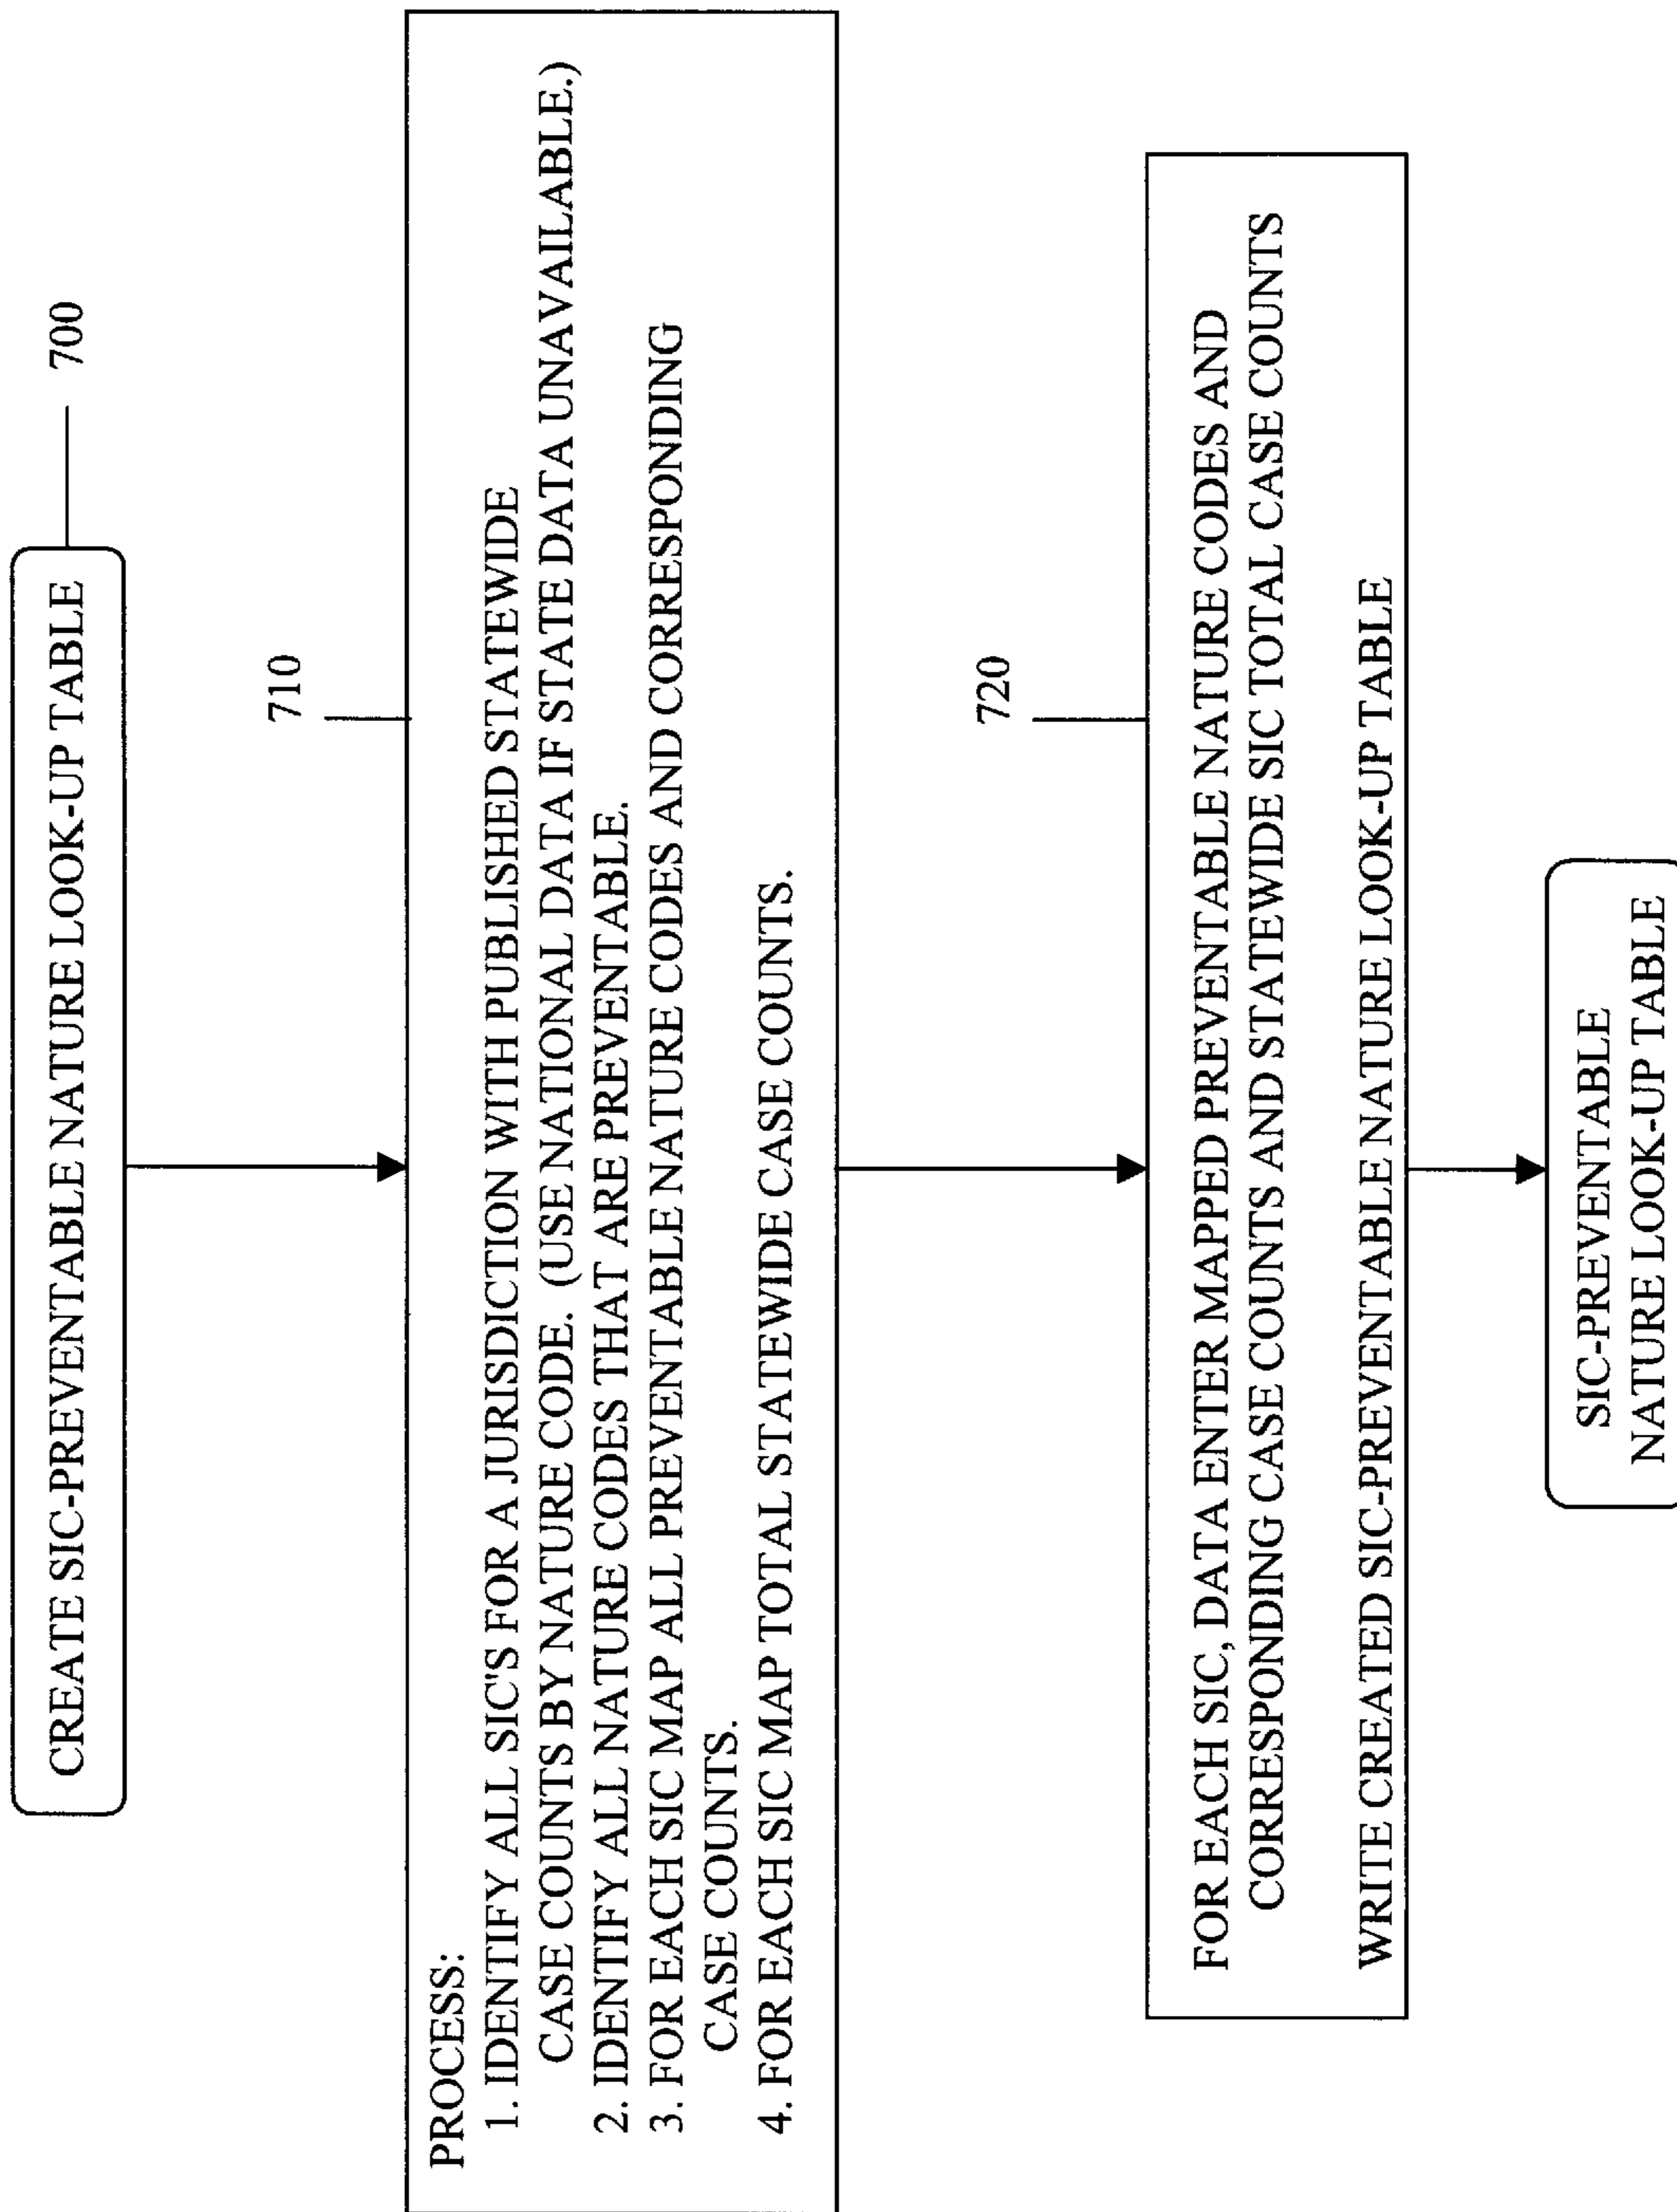 CREATE SIC-PREVENTABLE NATURE LOOK-UP TABLE
700
710
PROCESS:
1. IDENTIFY ALL SIC'S FOR A JURISDICTION WITH PUBLISHED STATEWIDE
CASE COUNTS BY NATURE CODE. (USE NATIONAL DATA IF STATE DATA UNAVAILABLE.)
2. IDENTIFY ALL NATURE CODES THAT ARE PREVENTABLE.
3. FOR EACH SIC MAP ALL PREVENTABLE NATURE CODES AND CORRESPONDING
CASE COUNTS.
4. FOR EACH SIC MAP TOTAL STATEWIDE CASE COUNTS.
720
FOR EACH SIC, DATA ENTER MAPPED PREVENTABLE NATURE CODES AND
CORRESPONDING CASE COUNTS AND STATEWIDE SIC TOTAL CASE COUNTS
WRITE CREATED SIC-PREVENTABLE NATURE LOOK-UP TABLE
SIC-PREVENTABLE
NATURE LOOK-UP TABLE